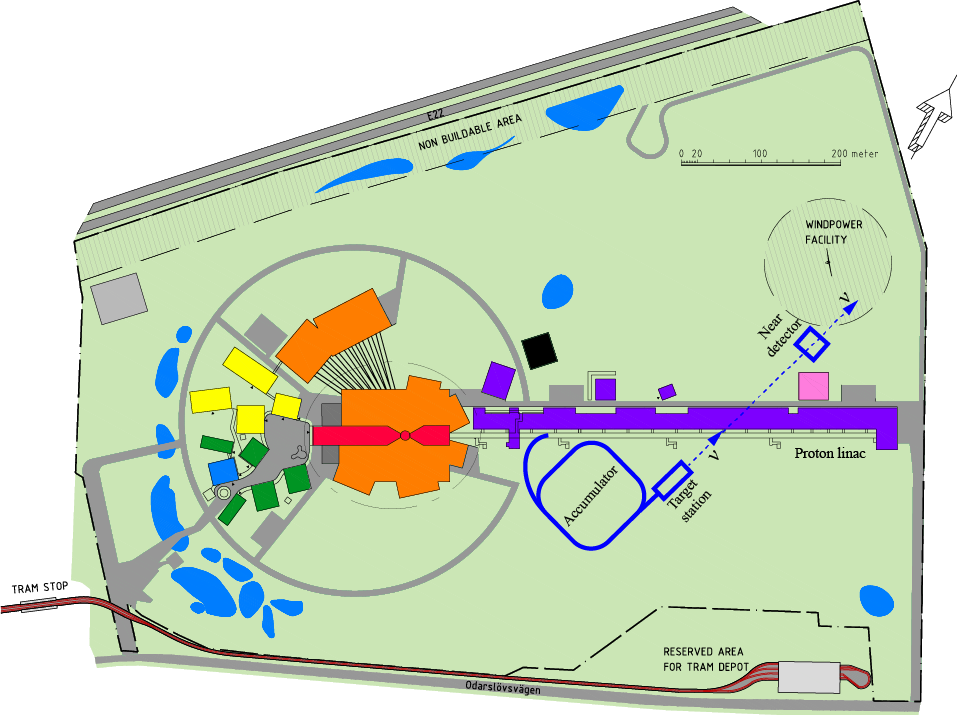 E22
NON BUILDABLE AREA
0 20 100 200 meter
WINDPOWER
FACILITY
ν
Near
detector
Proton linac
ν
Accumulator
Target
station
TRAM STOP
RESERVED AREA
FOR TRAM DEPOT
Odarslövsvägen